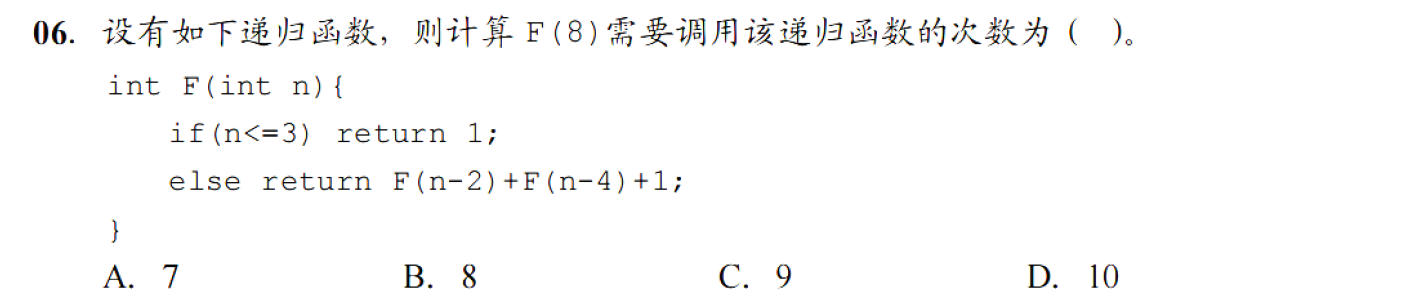 06. 设有如下递归函数，则计算 F(8)需要调用该递归函数的次数为（ ）。
int F(int n){
if(n<=3) return 1;
else return F(n-2)+F(n-4)+1;
}
A. 7 B. 8 C. 9 D. 10